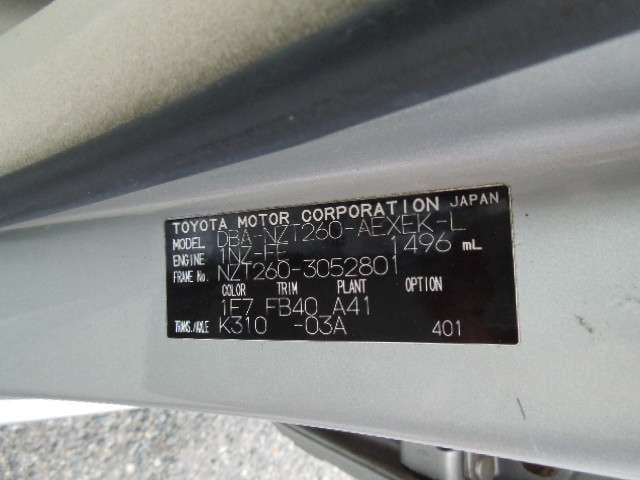 TOYOTA MOTOR CORPORATION JAPAN
MODEL DBA-NZT260-AEXEK-L
ENGINE 1NZ-FE 1496 mL
FRAME No. NZT260-3052801
COLOR TRIM PLANT OPTION
1F7 FB40 A41
TRANS./AXLE K310 -03A 401